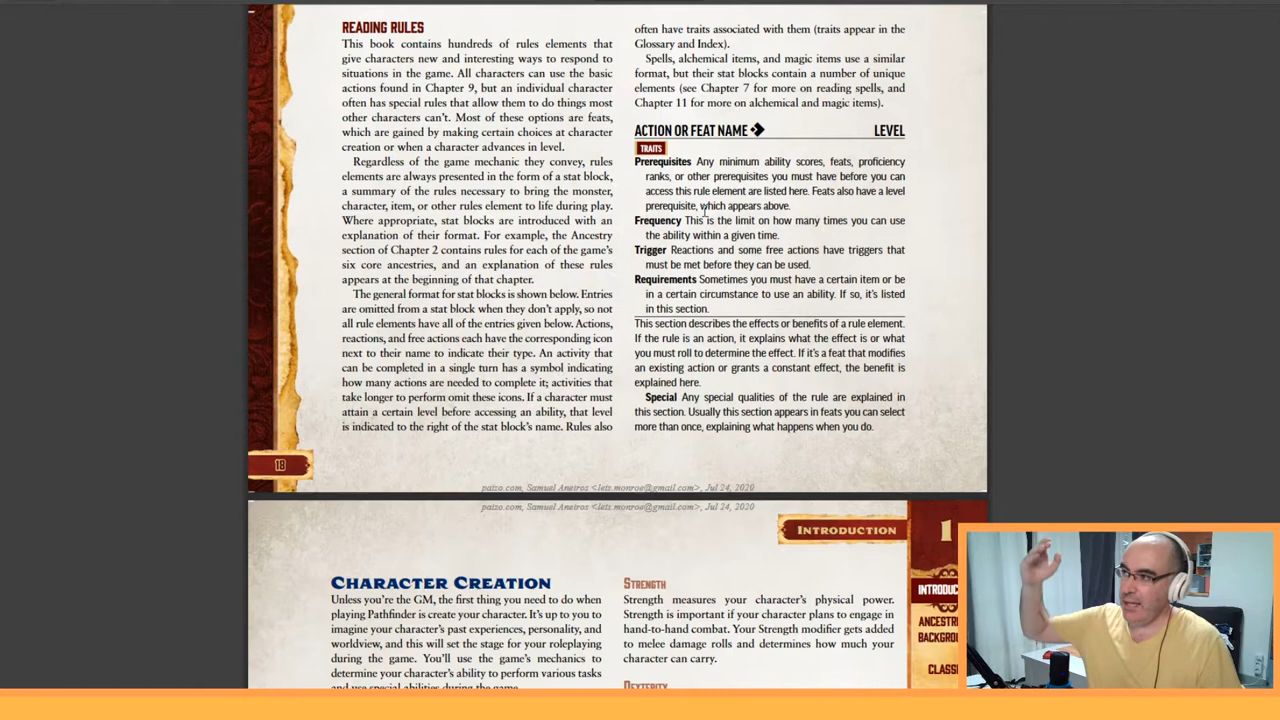 READING RULES
This book contains hundreds of rules elements that
give characters new and interesting ways to respond to
situations in the game. All characters can use the basic
actions found in Chapter 9, but an individual character
often has special rules that allow them to do things most
other characters can't. Most of these options are feats,
which are gained by making certain choices at character
creation or when a character advances in level.
Regardless of the game mechanic they convey, rules
elements are always presented in the form of a stat block,
a summary of the rules necessary to bring the monster,
character, item, or other rules element to life during play.
Where appropriate, stat blocks are introduced with an
explanation of their format. For example, the Ancestry
section of Chapter 2 contains rules for each of the game's
six core ancestries, and an explanation of these rules
appears at the beginning of that chapter.
The general format for stat blocks is shown below. Entries
are omitted from a stat block when they don't apply, so not
all rule elements have all of the entries given below. Actions,
reactions, and free actions each have the corresponding icon
next to their name to indicate their type. An activity that
can be completed in a single turn has a symbol indicating
how many actions are needed to complete it; activities that
take longer to perform omit these icons. If a character must
attain a certain level before accessing an ability, that level
is indicated to the right of the stat block's name. Rules also
often have traits associated with them (traits appear in the
Glossary and Index).
Spells, alchemical items, and magic items use a similar
format, but their stat blocks contain a number of unique
elements (see Chapter 7 for more on reading spells, and
Chapter 11 for more on alchemical and magic items).
ACTION OR FEAT NAME LEVEL
TRAITS
Prerequisites Any minimum ability scores, feats, proficiency
ranks, or other prerequisites you must have before you can
access this rule element are listed here. Feats also have a level
prerequisite, which appears above.
Frequency This is the limit on how many times you can use
the ability within a given time.
Trigger Reactions and some free actions have triggers that
must be met before they can be used.
Requirements Sometimes you must have a certain item or be
in a certain circumstance to use an ability. If so, it's listed
in this section.
This section describes the effects or benefits of a rule element.
If the rule is an action, it explains what the effect is or what
you must roll to determine the effect. If it's a feat that modifies
an existing action or grants a constant effect, the benefit is
explained here.
Special Any special qualities of the rule are explained in
this section. Usually this section appears in feats you can select
more than once, explaining what happens when you do.
18
paizo.com, Samuel Aneiros <leis.monroe@gmail.com>, Jul 24, 2020
paizo.com, Samuel Aneiros <leis.monroe@gmail.com>, Jul 24, 2020
INTRODUCTION
1
CHARACTER CREATION
Unless you're the GM, the first thing you need to do when
playing Pathfinder is create your character. It's up to you to
imagine your character's past experiences, personality, and
worldview, and this will set the stage for your roleplaying
during the game. You'll use the game's mechanics to
determine your character's ability to perform various tasks
and use special abilities during the game.
STRENGTH
Strength measures your character's physical power.
Strength is important if your character plans to engage in
hand-to-hand combat. Your Strength modifier gets added
to melee damage rolls and determines how much your
character can carry.
DEXTERITY
INTRODUC
ANCESTR
BACKGRO
CLASS